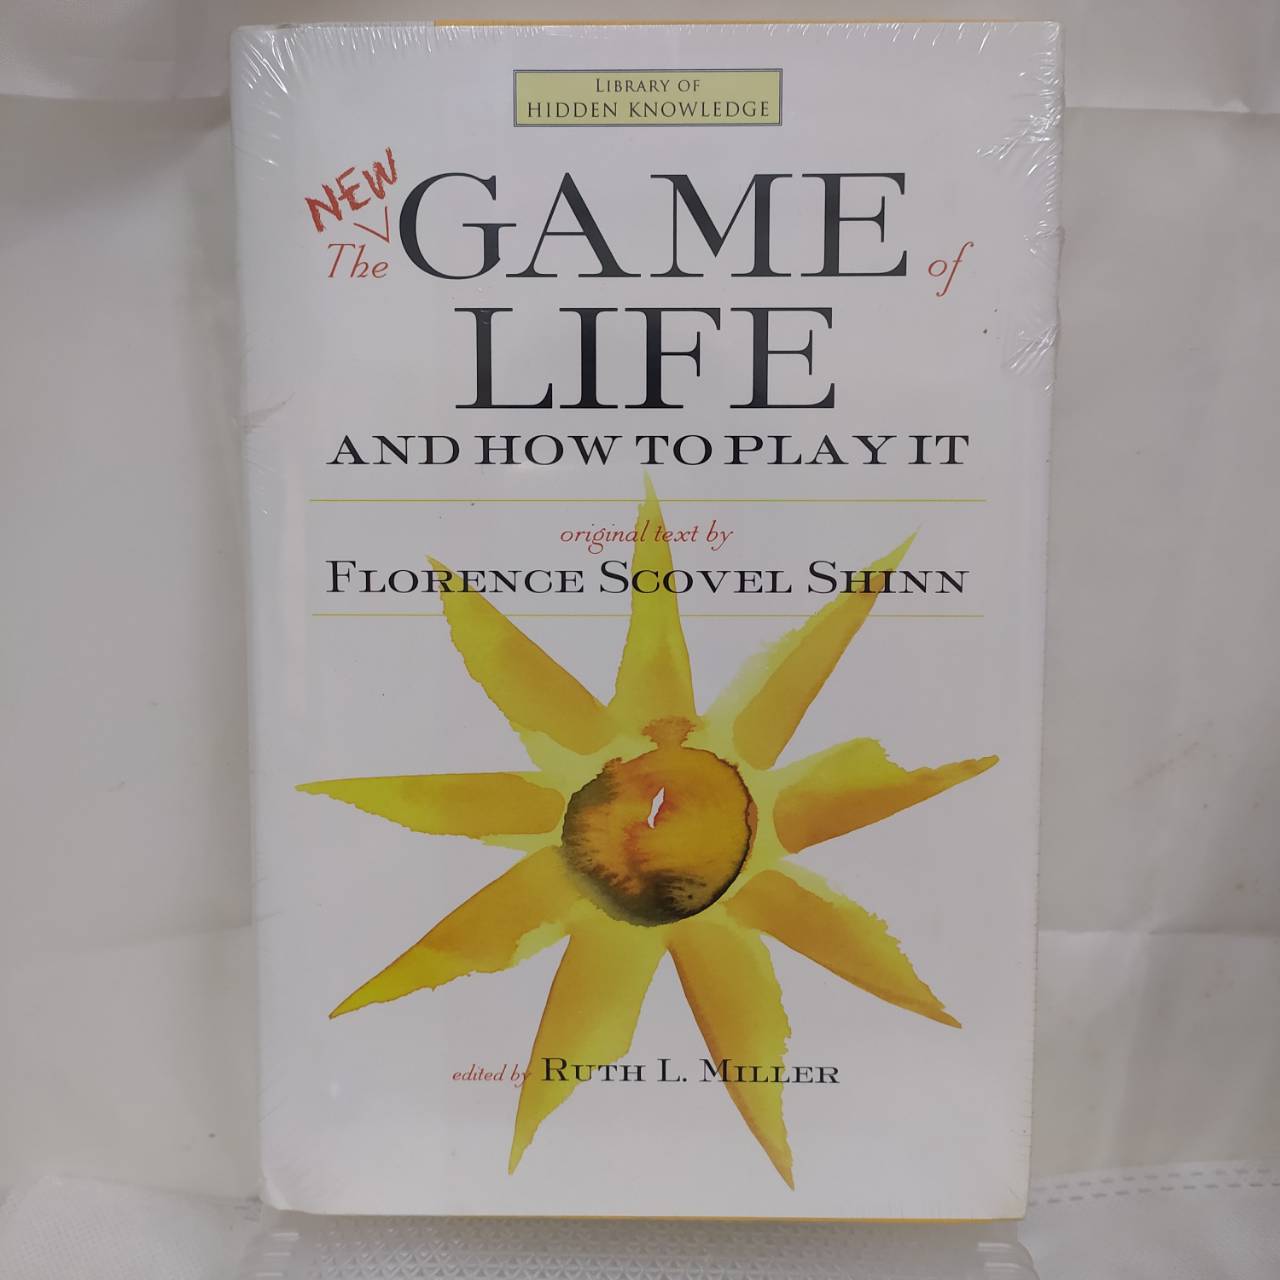 LIBRARY OF
HIDDEN KNOWLEDGE
NEW
The GAME of
LIFE
AND HOW TO PLAY IT
original text by
FLORENCE SCOVEL SHINN
edited by RUTH L. MILLER